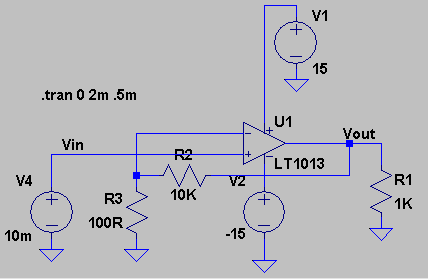 V1
15
.tran 0 2m .5m
U1
Vin
Vout
R2
LT1013
V4
10K
V2
R3
R1
100R
1K
10m
-15